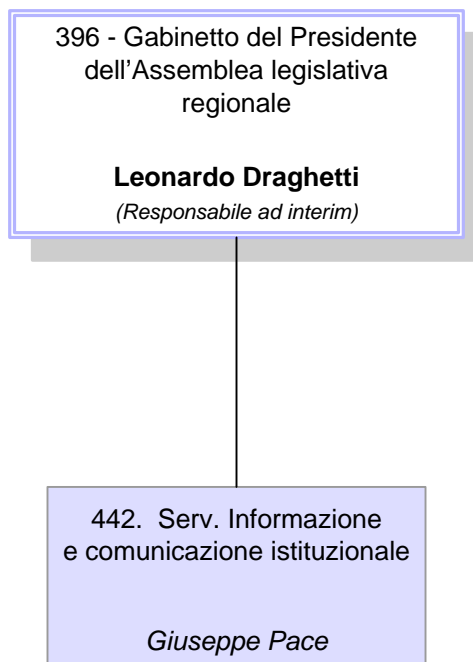 396 - Gabinetto del Presidente
dell'Assemblea legislativa
regionale
Leonardo Draghetti
(Responsabile ad interim)
442.  Serv. Informazione
e comunicazione istituzionale
Giuseppe Pace